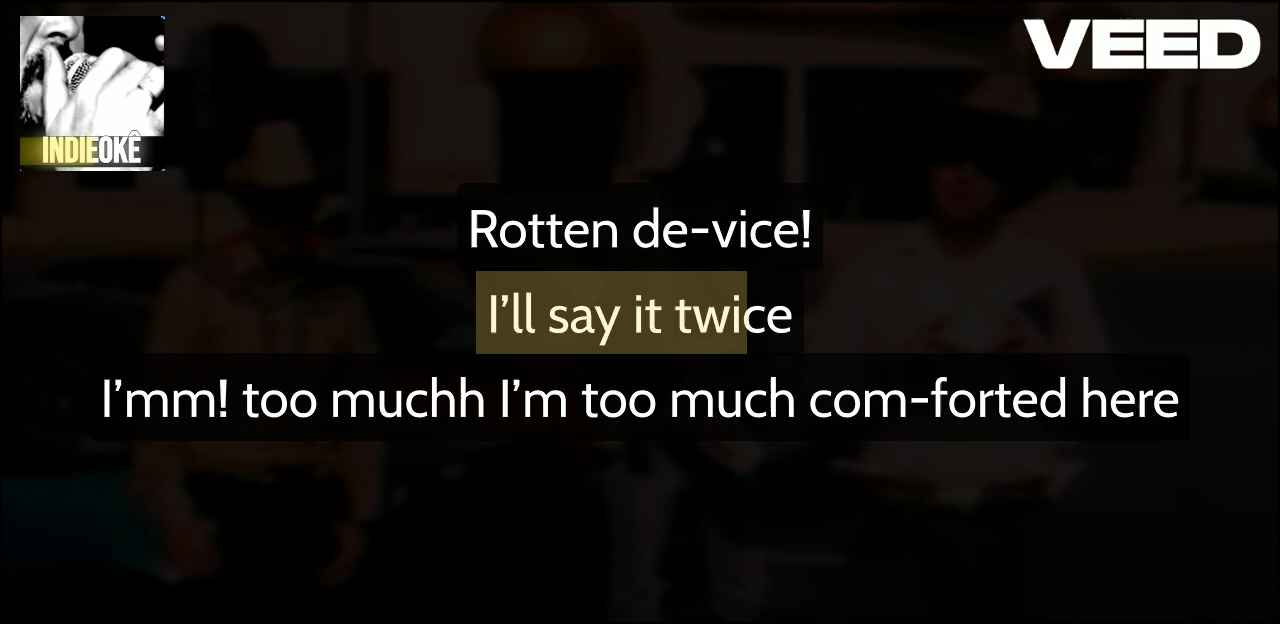 VEED
INDIEOKÊ
Rotten de-vice!
I'll say it twice
I'mm! too muchh I'm too much com-forted here